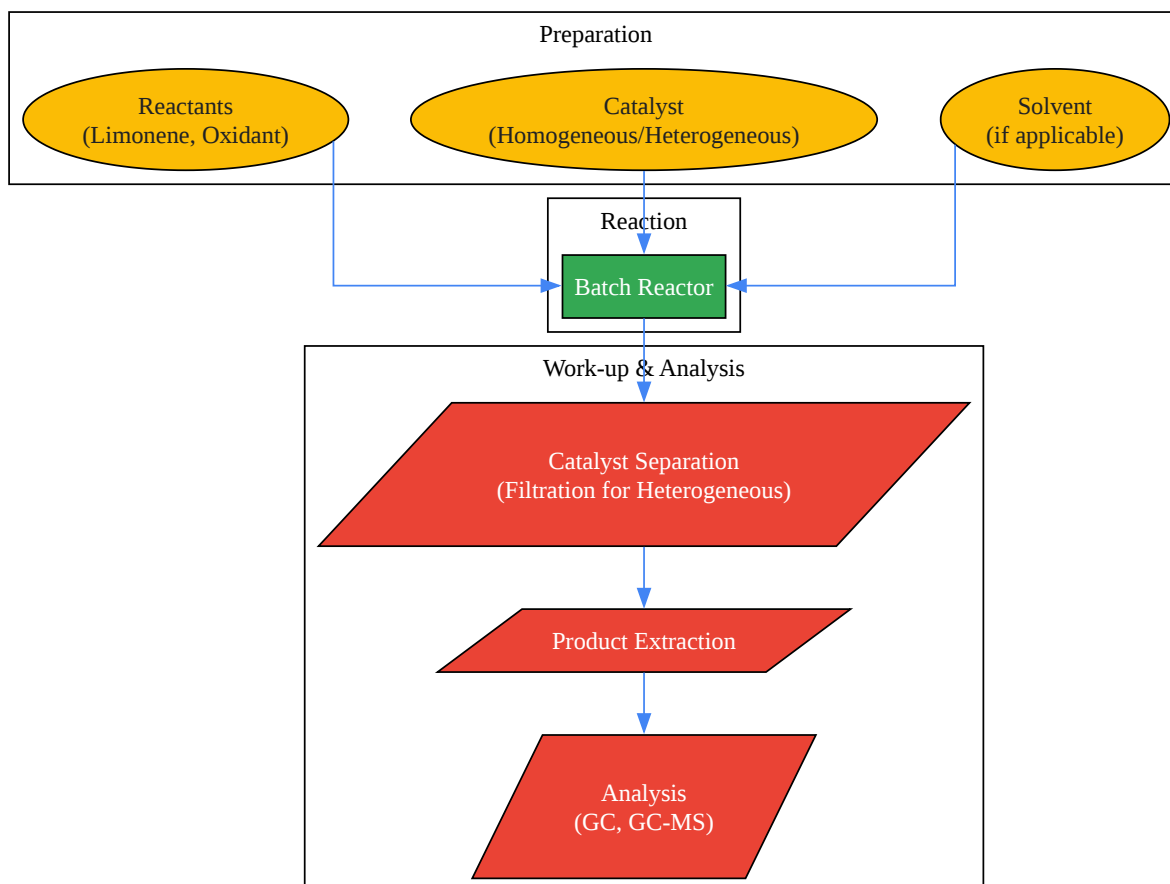 Preparation
Reactants
(Limonene, Oxidant)
Catalyst
(Homogeneous/Heterogeneous)
Solvent
(if applicable)
Reaction
Batch Reactor
Work-up & Analysis
Catalyst Separation
(Filtration for Heterogeneous)
Product Extraction
Analysis
(GC, GC-MS)